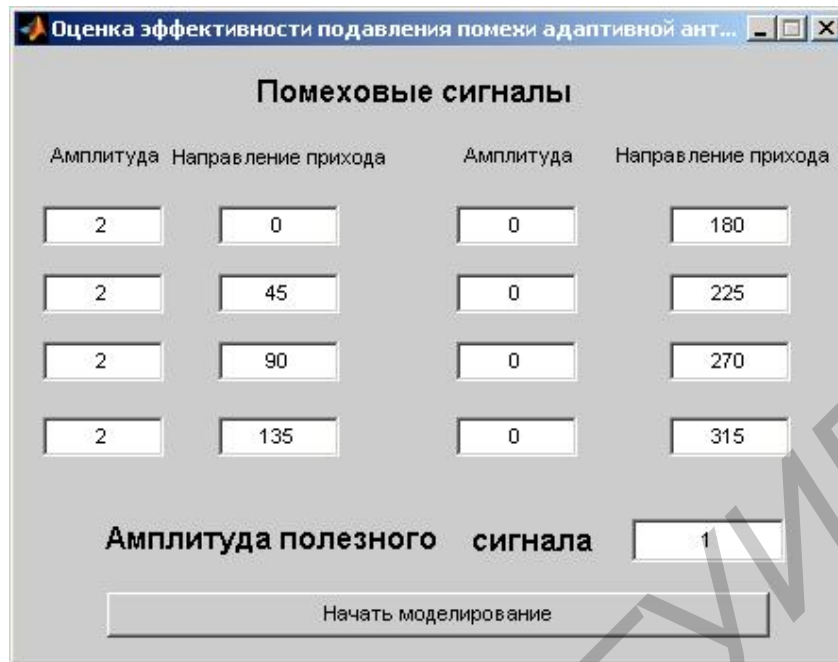 Оценка эффективности подавления помехи адаптивной ант...
Помеховые сигналы
Амплитуда Направление прихода Амплитуда Направление прихода
2 0 0 180
2 45 0 225
2 90 0 270
2 135 0 315
Амплитуда полезного сигнала 1
Начать моделирование